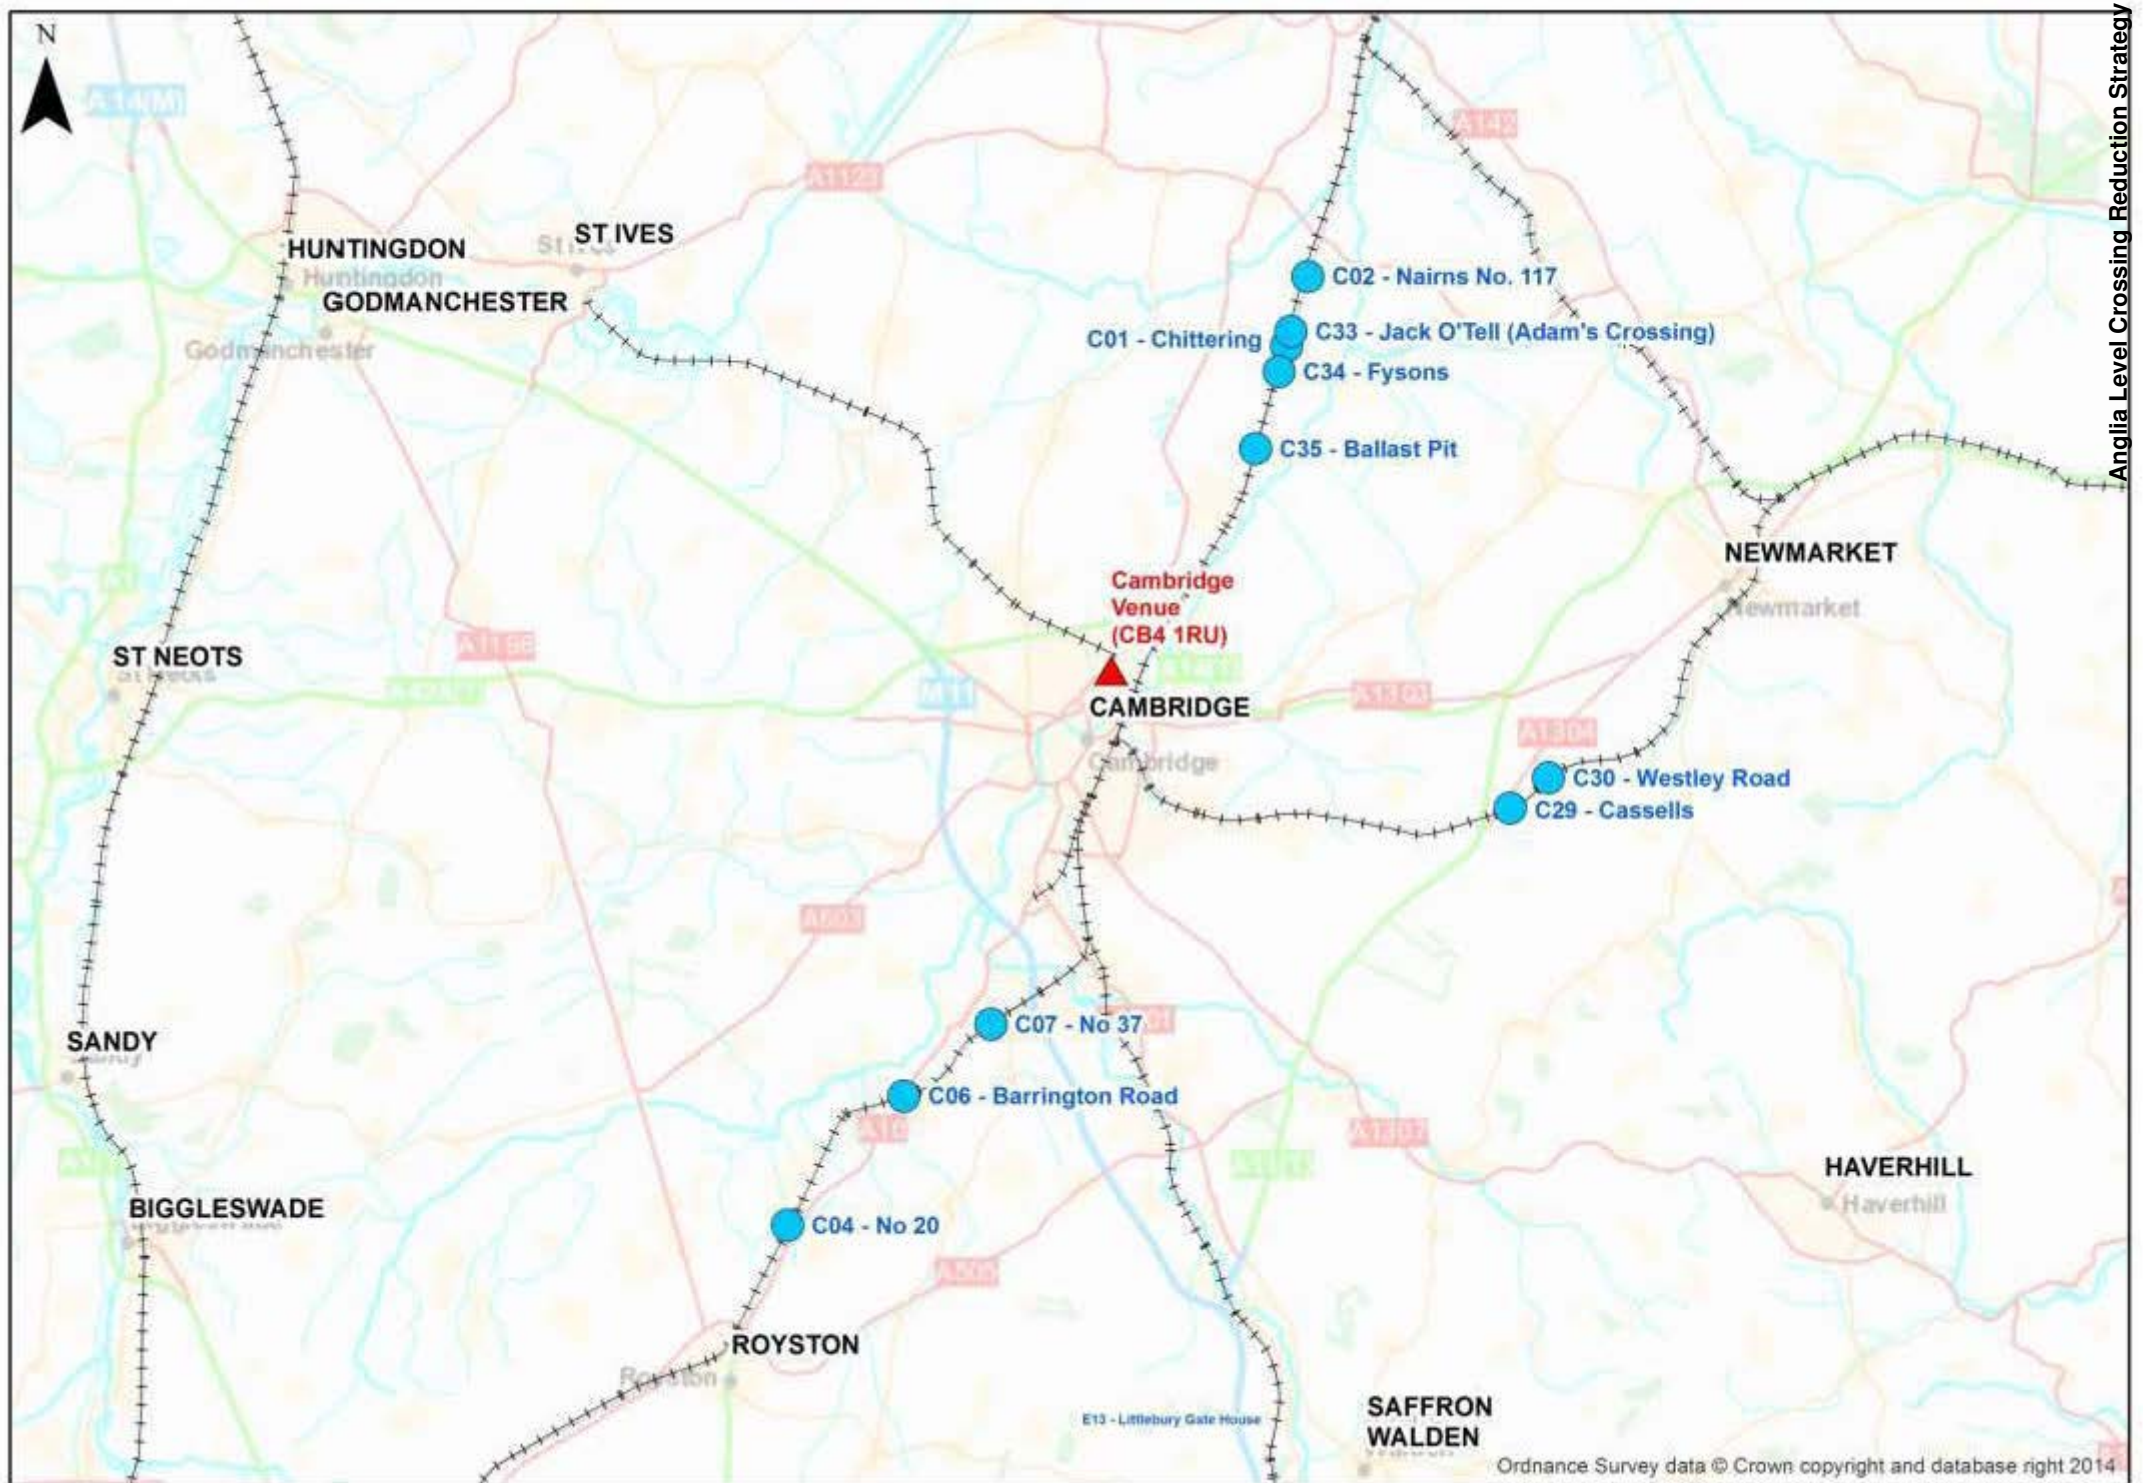 Anglia Level Crossing Reduction Strategy
N
A14(M)
A142
A1123
ST IVES
HUNTINGDON
Huntingdon
GODMANCHESTER
Godmanchester
C02 - Nairns No. 117
C33 - Jack O'Tell (Adam's Crossing)
C01 - Chittering
C34 - Fysons
C35 - Ballast Pit
NEWMARKET
Newmarket
Cambridge
Venue
(CB4 1RU)
A1
A1198
ST NEOTS
M11
A1303
CAMBRIDGE
Cambridge
A1304
C30 - Westley Road
C29 - Cassells
A603
C07 - No 37
SANDY
C06 - Barrington Road
A10
A1307
HAVERHILL
Haverhill
BIGGLESWADE
C04 - No 20
A505
ROYSTON
Royston
E13 - Littlebury Gate House
SAFFRON
WALDEN
Ordnance Survey data © Crown copyright and database right 2014